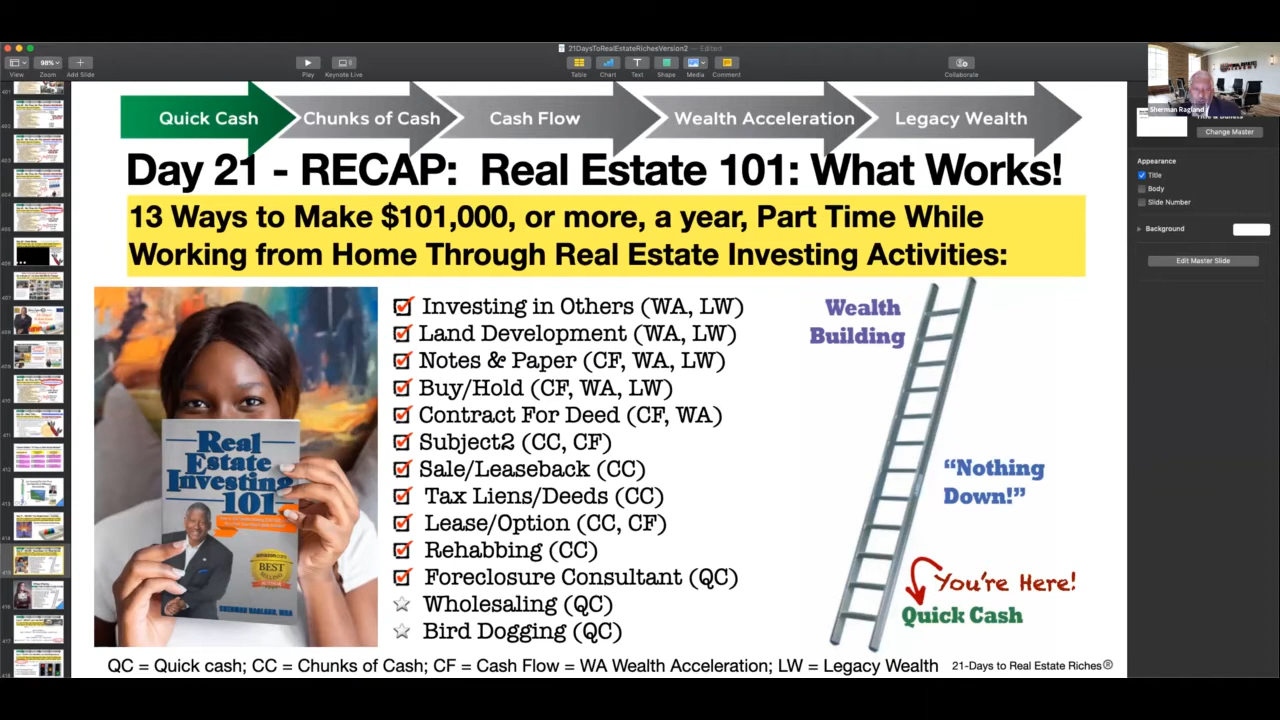 21DaysToRealEstateRichesVersion2 — Edited
98%
View
Zoom
Add Slide
Play
Keynote Live
Table
Chart
Text
Shape
Media
Comment
Collaborate
Sherman Ragland
Title & Bullets
Change Master
Appearance
Title
Body
Slide Number
Background
Edit Master Slide
Quick Cash
Chunks of Cash
Cash Flow
Wealth Acceleration
Legacy Wealth
Day 21 - RECAP: Real Estate 101: What Works!
13 Ways to Make $101,000, or more, a year, Part Time While
Working from Home Through Real Estate Investing Activities:
Real
Estate
Investing
101
BEST
SHERMAN RAGLAND, MBA
Investing in Others (WA, LW)
Land Development (WA, LW)
Notes & Paper (CF, WA, LW)
Buy/Hold (CF, WA, LW)
Contract For Deed (CF, WA)
Subject2 (CC, CF)
Sale/Leaseback (CC)
Tax Liens/Deeds (CC)
Lease/Option (CC, CF)
Rehabbing (CC)
Foreclosure Consultant (QC)
Wholesaling (QC)
Bird Dogging (QC)
Wealth
Building
“Nothing
Down!”
You're Here!
Quick Cash
QC = Quick cash; CC = Chunks of Cash; CF = Cash Flow = WA Wealth Acceleration; LW = Legacy Wealth
21-Days to Real Estate Riches®